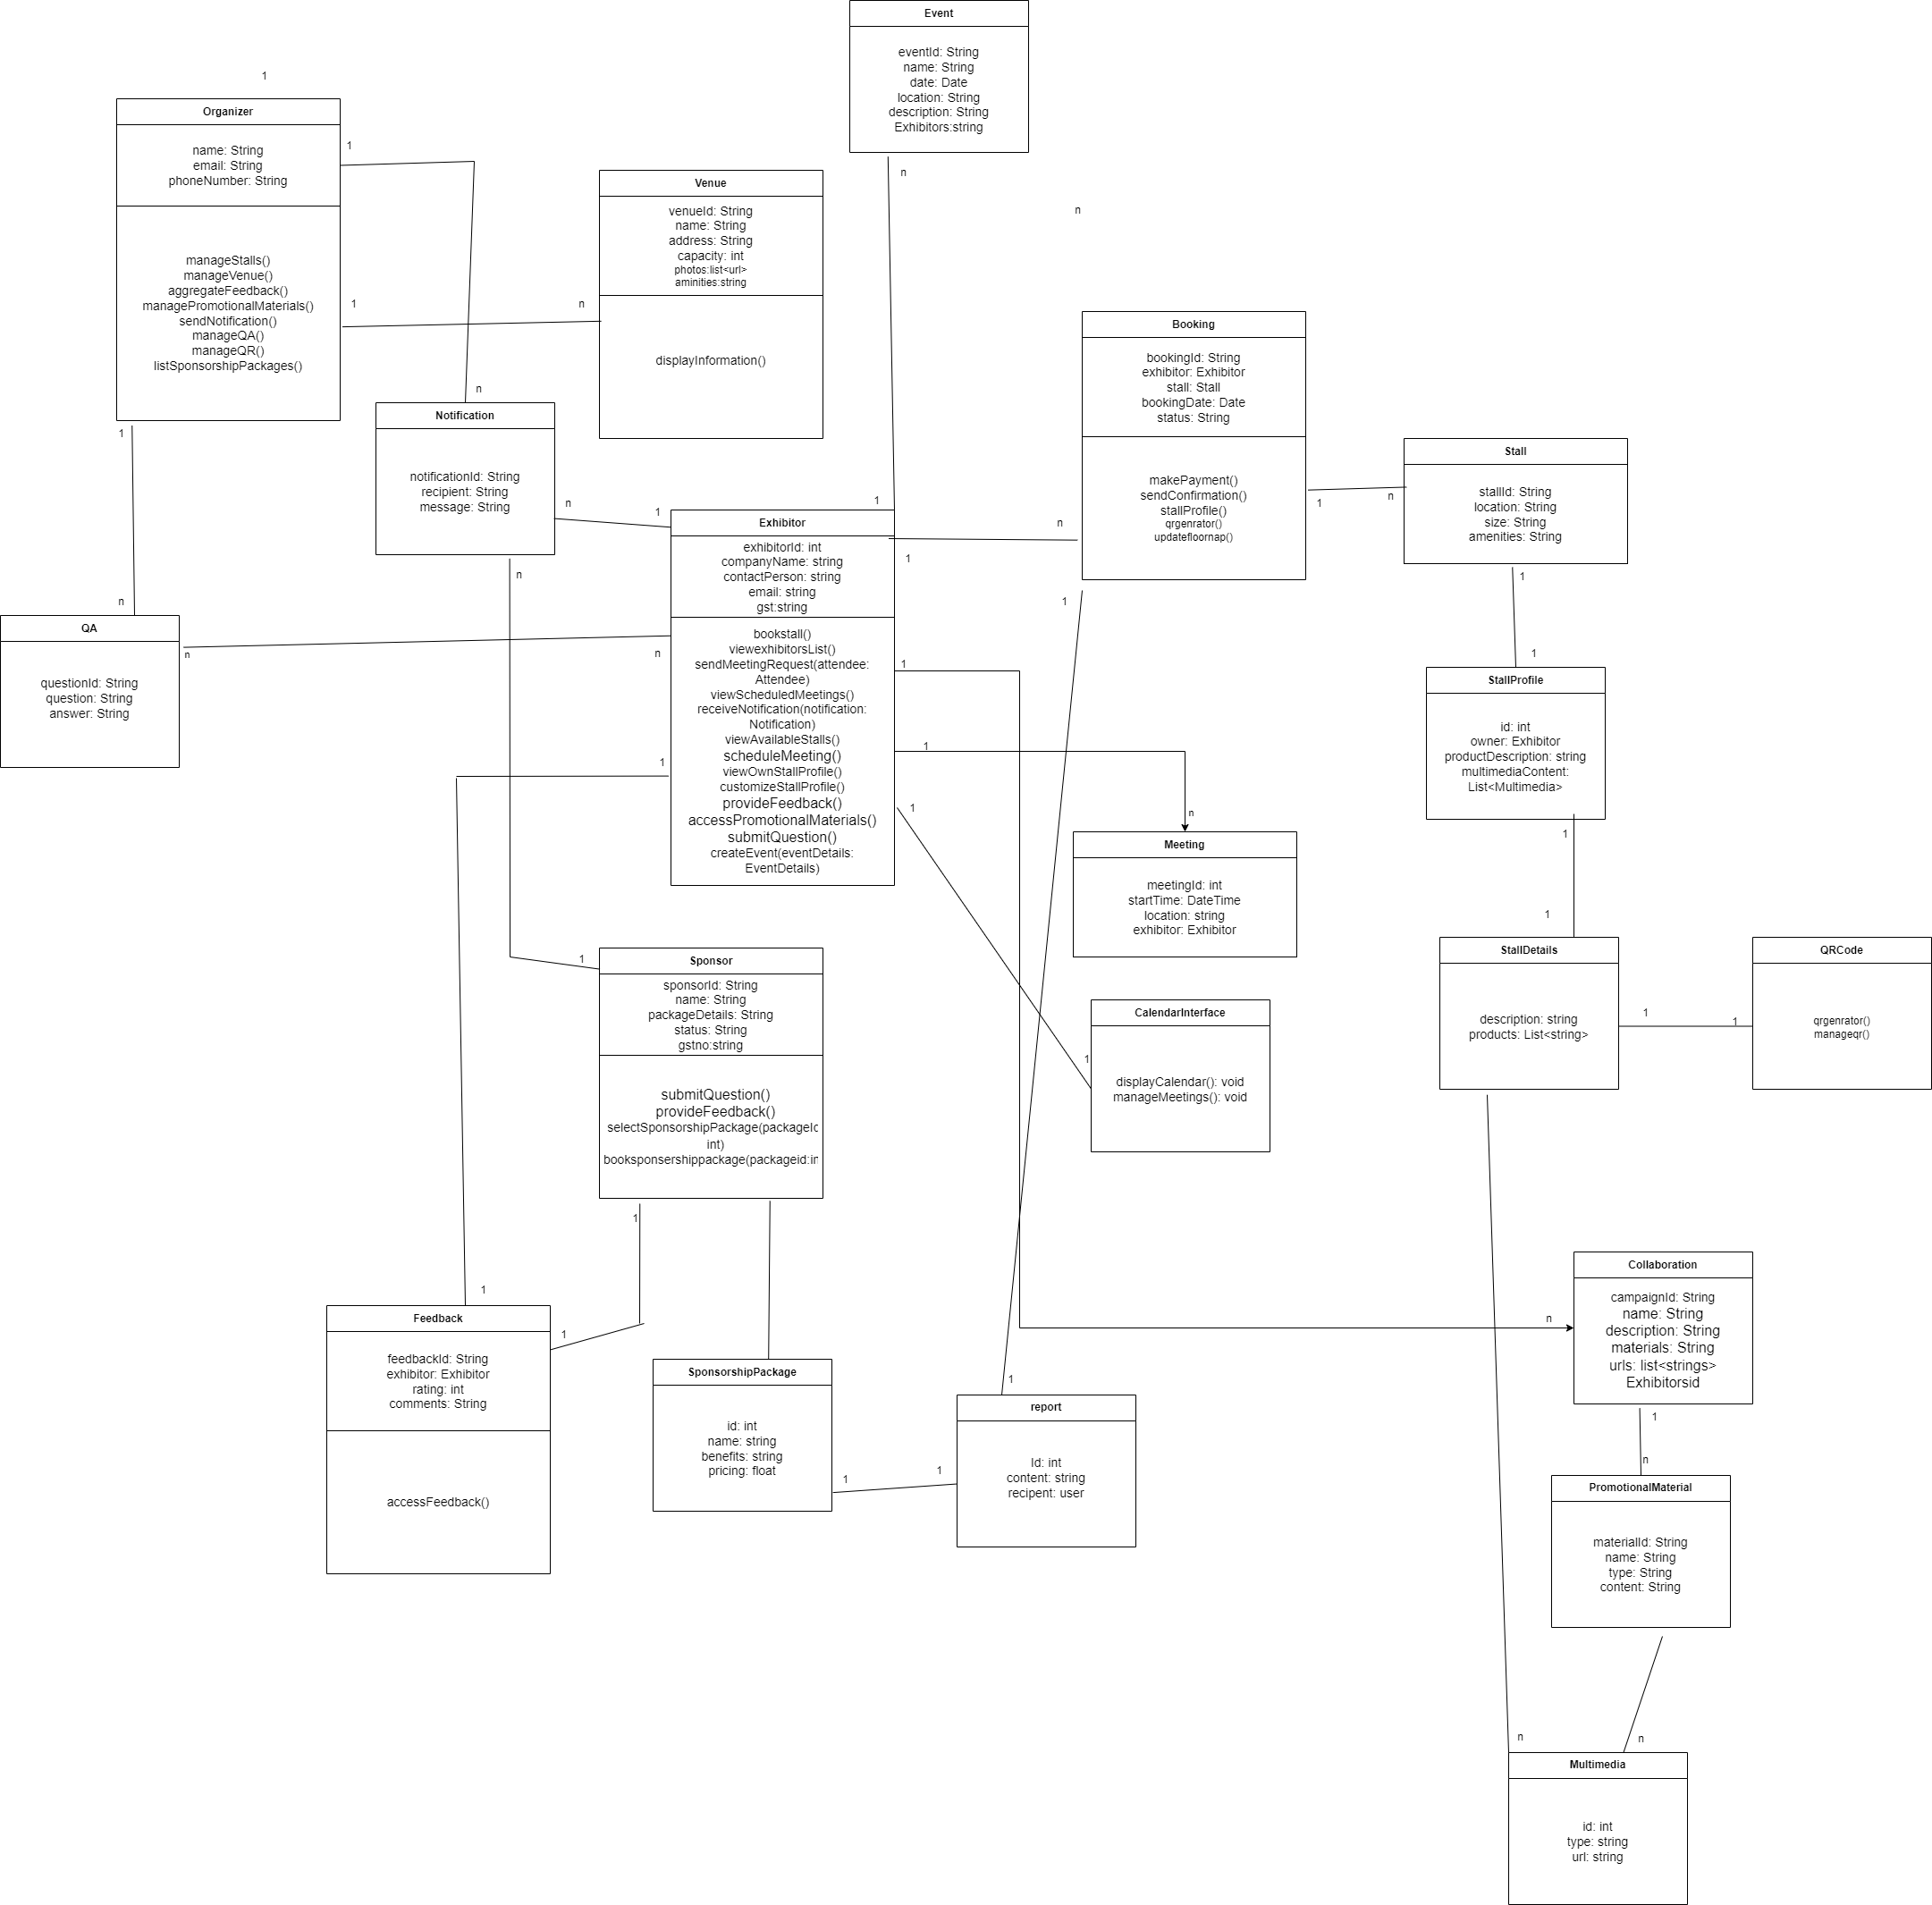 Event
eventId: String
name: String
date: Date
location: String
description: String
Exhibitors:string
n
1
Organizer
name: String
email: String
phoneNumber: String
manageStalls()
manageVenue()
aggregateFeedback()
managePromotionalMaterials()
sendNotification()
manageQA()
manageQR()
listSponsorshipPackages()
1
1
1
Venue
venueId: String
name: String
address: String
capacity: int
photos:list<url>
aminities:string
displayInformation()
n
n
n
Notification
notificationId: String
recipient: String
message: String
n
n
Booking
bookingId: String
exhibitor: Exhibitor
stall: Stall
bookingDate: Date
status: String
makePayment()
sendConfirmation()
stallProfile()
qrgenrator()
updatefloornap()
n
1
1
Stall
stallId: String
location: String
size: String
amenities: String
n
1
1
1
Exhibitor
exhibitorId: int
companyName: string
contactPerson: string
email: string
gst:string
bookstall()
viewexhibitorsList()
sendMeetingRequest(attendee:
Attendee)
viewScheduledMeetings()
receiveNotification(notification:
Notification)
viewAvailableStalls()
scheduleMeeting()
viewOwnStallProfile()
customizeStallProfile()
provideFeedback()
accessPromotionalMaterials()
submitQuestion()
createEvent(eventDetails:
EventDetails)
1
n
1
1
1
1
n
QA
questionId: String
question: String
answer: String
n
1
StallProfile
id: int
owner: Exhibitor
productDescription: string
multimediaContent:
List<Multimedia>
1
n
Meeting
meetingId: int
startTime: DateTime
location: string
exhibitor: Exhibitor
1
StallDetails
description: string
products: List<string>
1
1
QRCode
qrgenrator()
manageqr()
1
Sponsor
sponsorId: String
name: String
packageDetails: String
status: String
gstno:string
submitQuestion()
provideFeedback()
selectSponsorshipPackage(packageId
int)
booksponsershippackage(packageid:in
1
CalendarInterface
displayCalendar(): void
manageMeetings(): void
1
1
1
Feedback
feedbackId: String
exhibitor: Exhibitor
rating: int
comments: String
accessFeedback()
SponsorshipPackage
id: int
name: string
benefits: string
pricing: float
1
1
1
report
Id: int
content: string
recipent: user
n
Collaboration
campaignId: String
name: String
description: String
materials: String
urls: list<strings>
Exhibitorsid
1
n
PromotionalMaterial
materialId: String
name: String
type: String
content: String
n
n
Multimedia
id: int
type: string
url: string